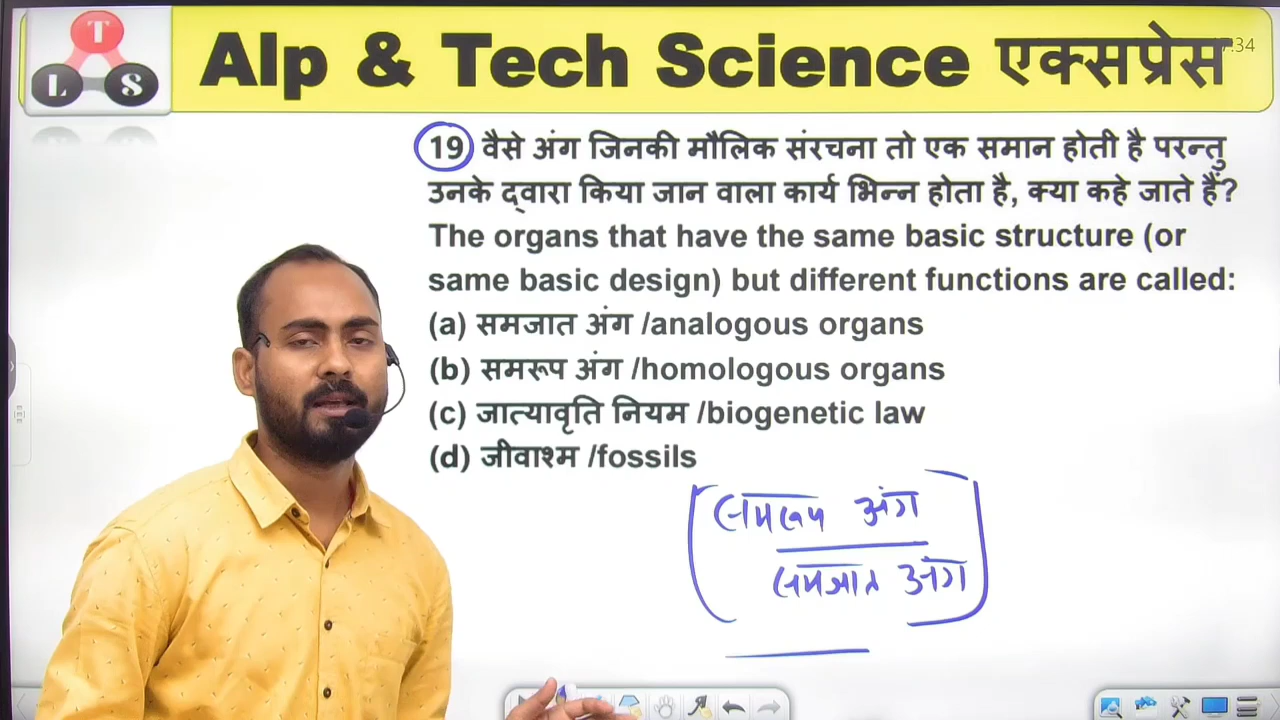 T
L S
Alp & Tech Science एक्सप्रेस
:34
19 वैसे अंग जिनकी मौलिक संरचना तो एक समान होती है परन्तु
उनके द्वारा किया जान वाला कार्य भिन्न होता है, क्या कहे जाते हैं?
The organs that have the same basic structure (or
same basic design) but different functions are called:
(a) समजात अंग /analogous organs
(b) समरूप अंग /homologous organs
(c) जात्यावृति नियम /biogenetic law
(d) जीवाश्म /fossils
समरूप अंग
समजात अंग